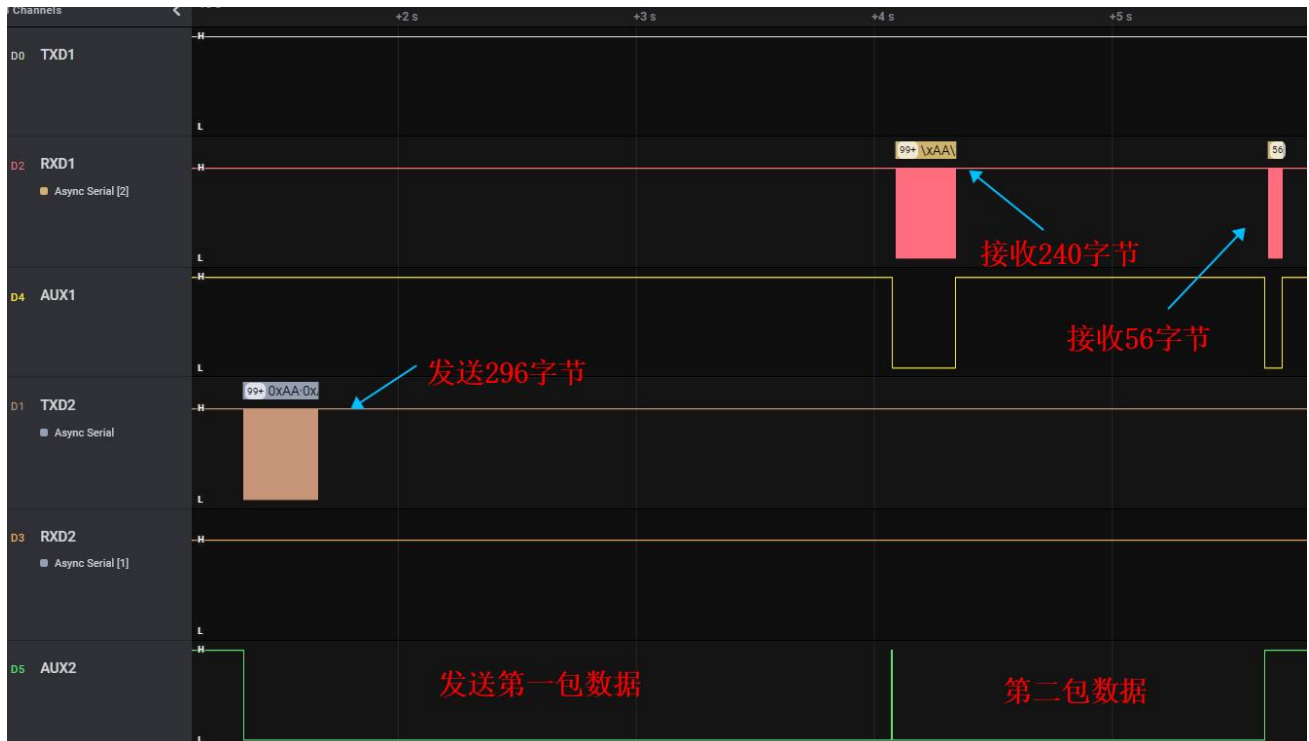 Channels
+2 s
+3 s
+4 s
+5 s
D0 TXD1
H
L
D2 RXD1
Async Serial [2]
H
L
99+ \xAA\
56
接收240字节
接收56字节
D4 AUX1
H
L
发送296字节
D1 TXD2
Async Serial
H
L
99+ 0xAA·0x
D3 RXD2
Async Serial [1]
H
L
D5 AUX2
H
L
发送第一包数据
第二包数据